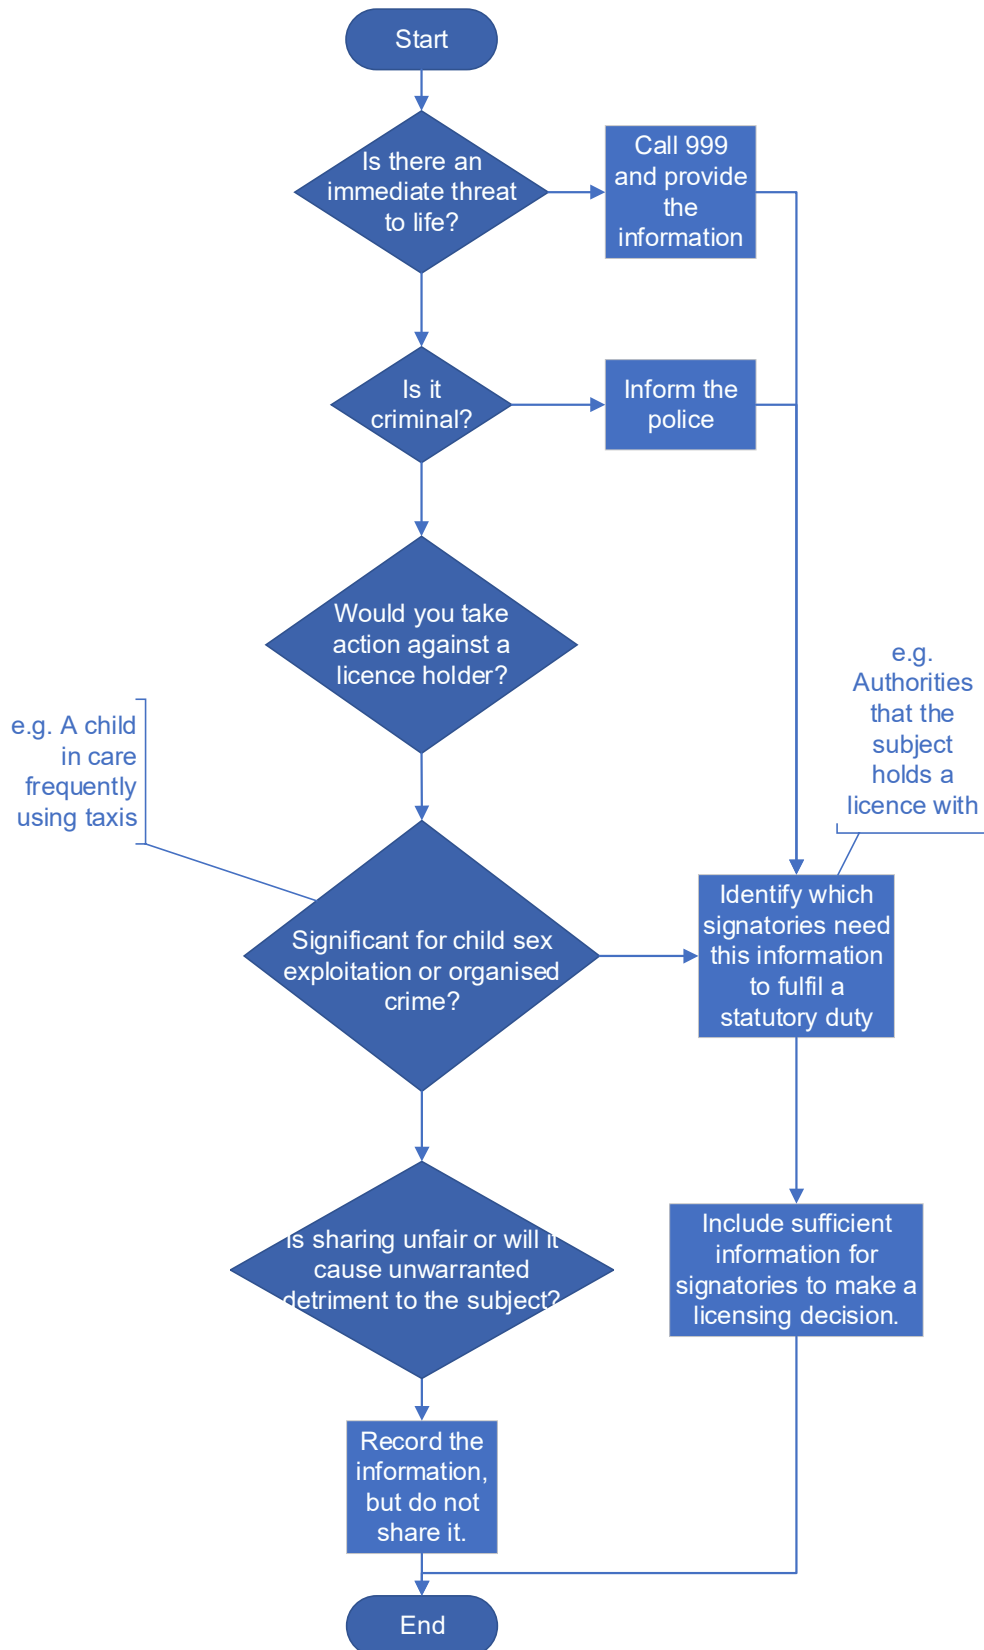 Start
Is there an
immediate threat
to life?
Call 999
and provide
the
information
Is it
criminal?
Inform the
police
Would you take
action against a
licence holder?
e.g.
Authorities
that the
subject
holds a
licence with
e.g. A child
in care
frequently
using taxis
Significant for child sex
exploitation or organised
crime?
Identify which
signatories need
this information
to fulfil a
statutory duty
Is sharing unfair or will it
cause unwarranted
detriment to the subject?
Include sufficient
information for
signatories to make a
licensing decision.
Record the
information,
but do not
share it.
End